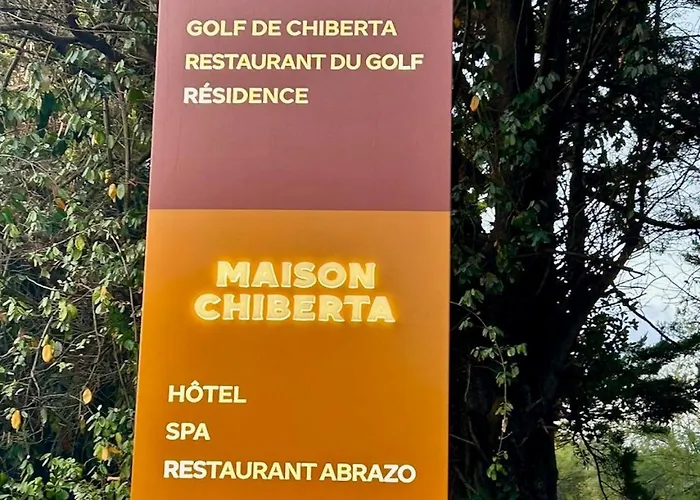 GOLF DE CHIBERTA
RESTAURANT DU GOLF
RÉSIDENCE
MAISON
CHIBERTA
HÔTEL
SPA
RESTAURANT ABRAZO